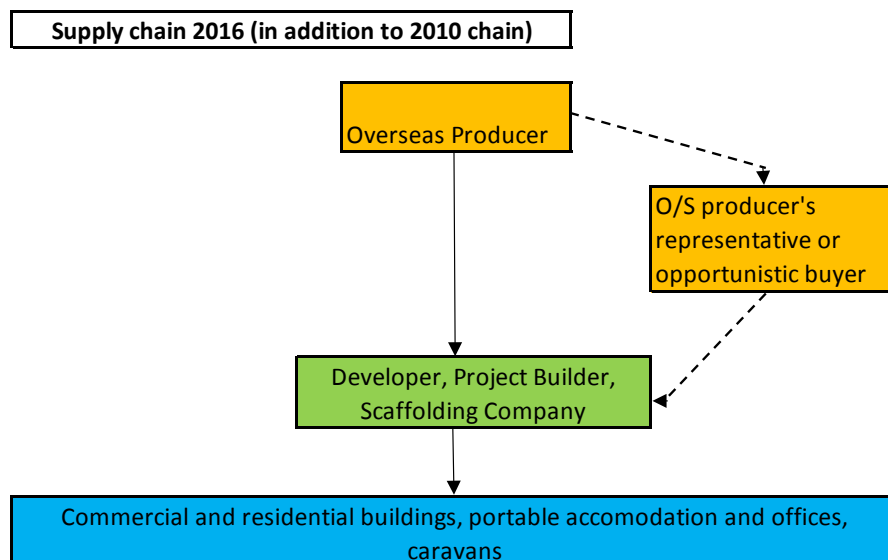 Supply chain 2016 (in addition to 2010 chain)
Overseas Producer
O/S producer's
representative or
opportunistic buyer
Developer, Project Builder,
Scaffolding Company
Commercial and residential buildings, portable accomodation and offices,
caravans